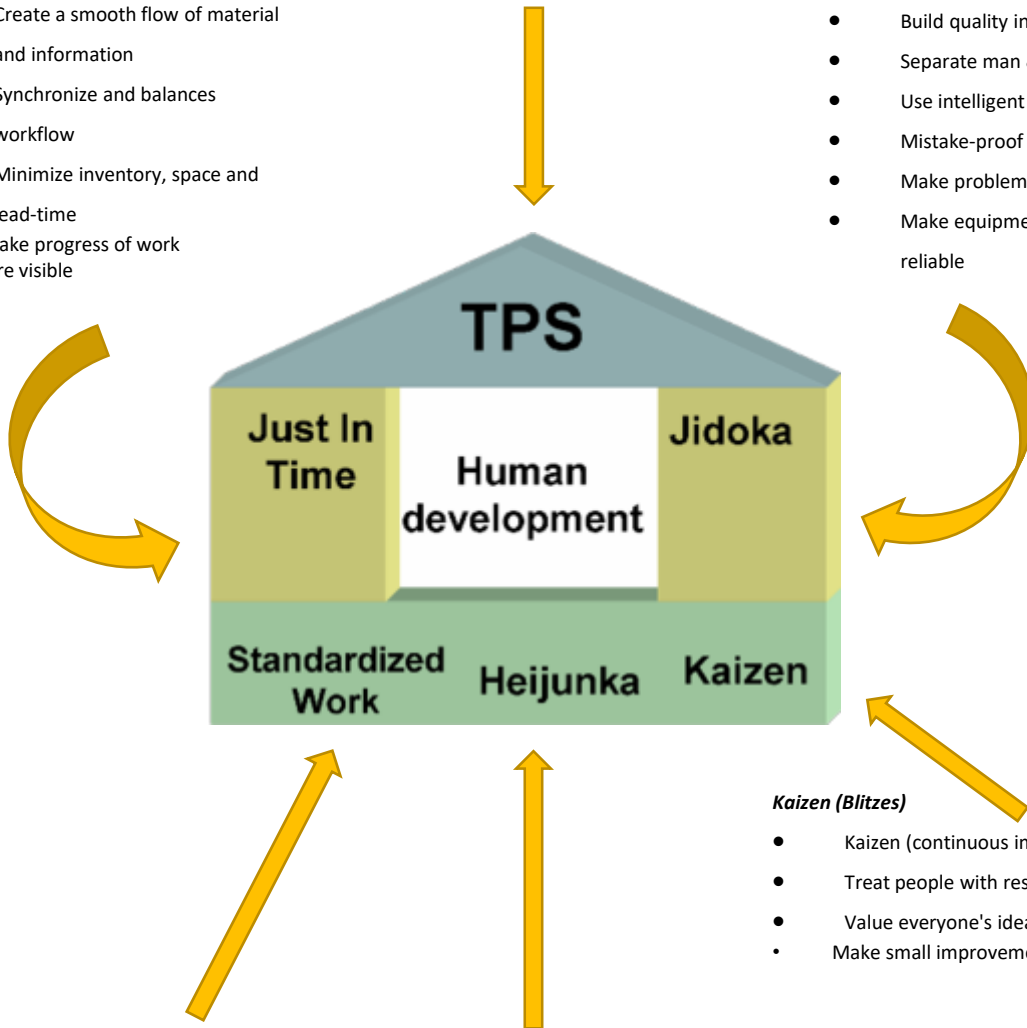 Create a smooth flow of material
and information
Synchronize and balances
workflow
Minimize inventory, space and
ead-time
ake progress of work
re visible
● Build quality in
● Separate man
● Use intelligent
● Mistake-proof
● Make problem
● Make equipme
reliable
TPS
Just In
Time
Human
development
Jidoka
Standardized
Work
Heijunka
Kaizen
Kaizen (Blitzes)
● Kaizen (continuous in
● Treat people with res
● Value everyone's idea
• Make small improveme